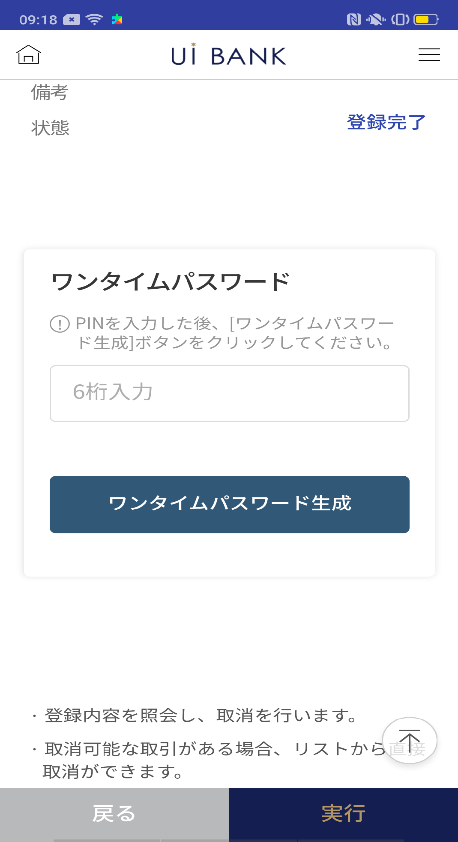 09:18
UI BANK
備考
状態
登録完了
ワンタイムパスワード
PINを入力した後、[ワンタイムパスワー
ド生成]ボタンをクリックしてください。
6桁入力
ワンタイムパスワード生成
・登録内容を照会し、取消を行います。
・取消可能な取引がある場合、リストから直接
取消ができます。
戻る
実行